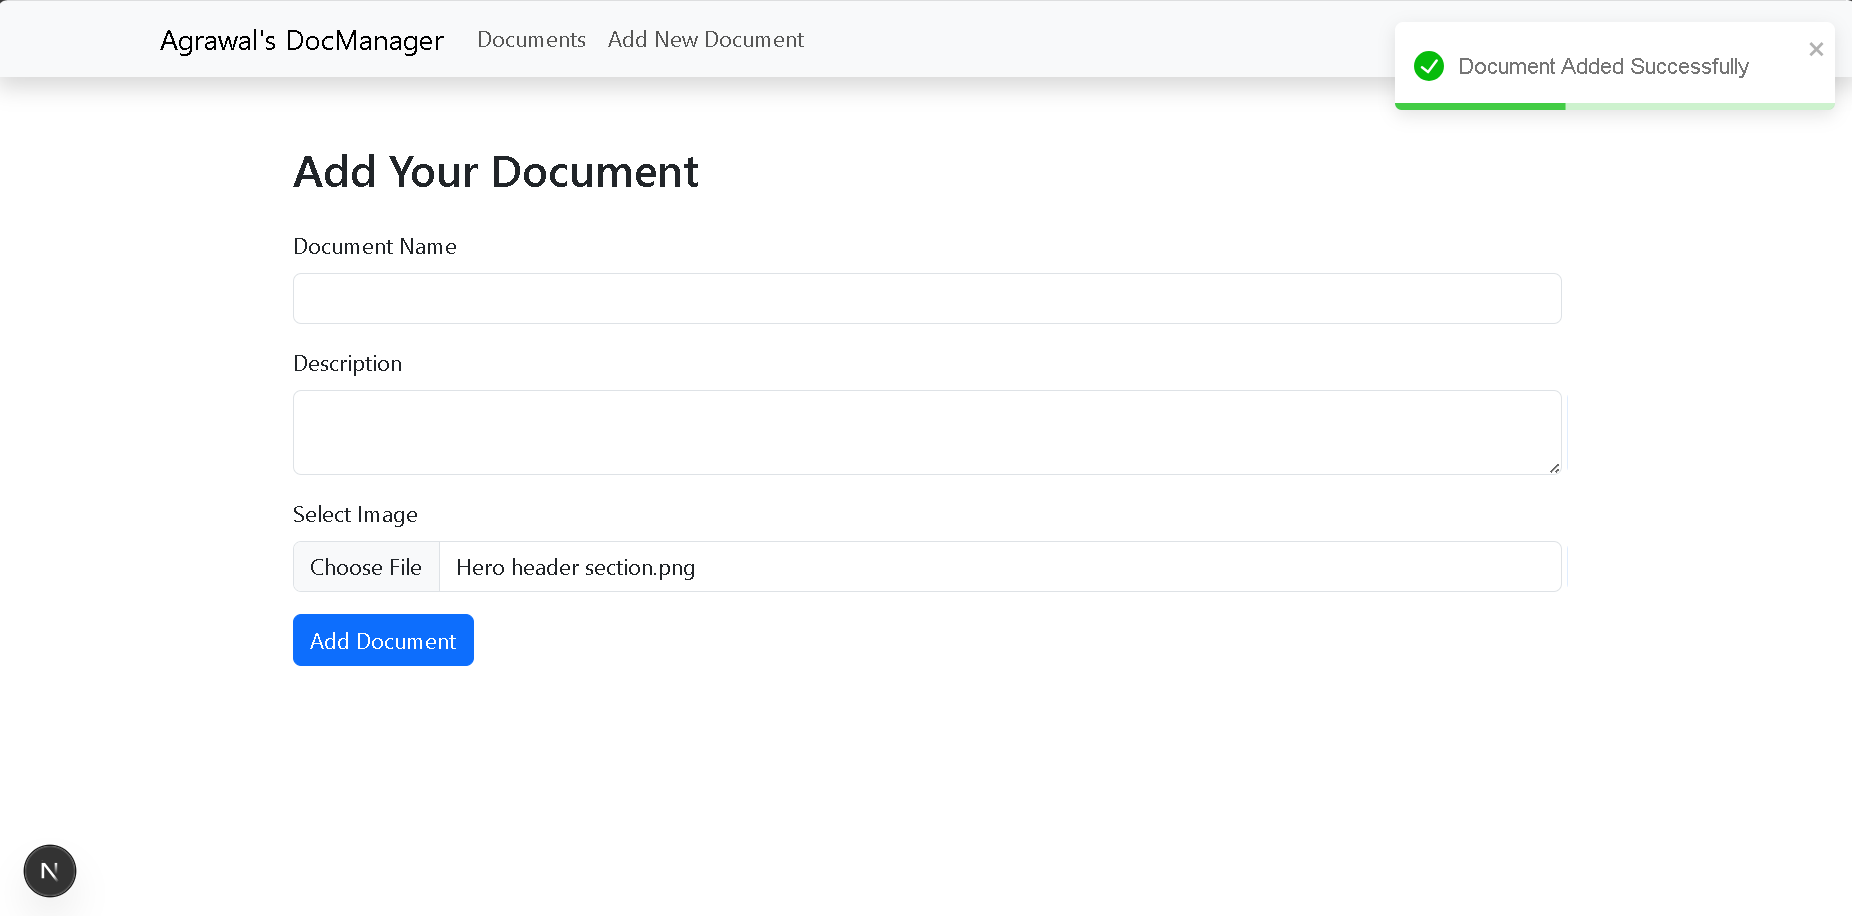 Agrawal's DocManager Documents Add New Document
Document Added Successfully
Add Your Document
Document Name
Description
Select Image
Choose File Hero header section.png
Add Document
N